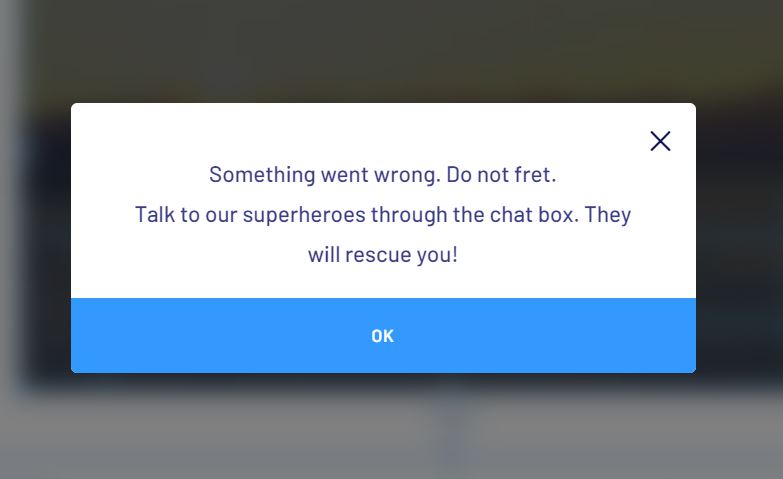 Something went wrong. Do not fret.
Talk to our superheroes through the chat box. They
will rescue you!
OK